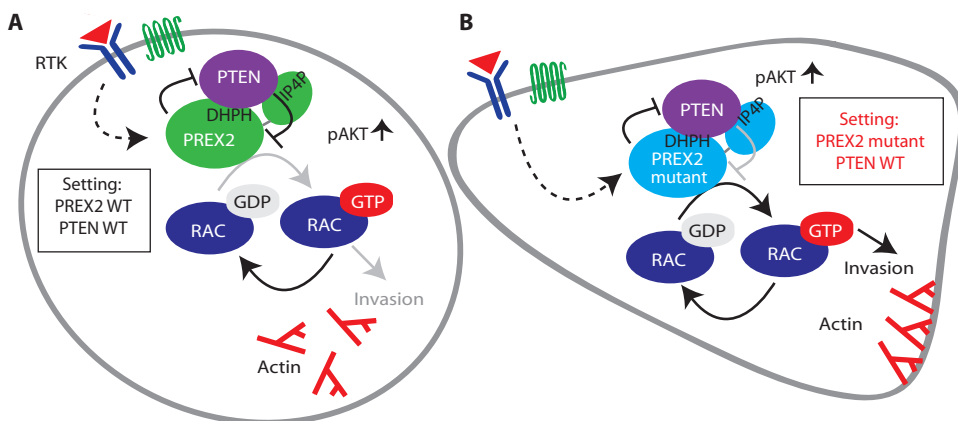 A
RTK
PTEN
IP4P
DHPH
PREX2
pAKT
Setting:
PREX2 WT
PTEN WT
GDP
RAC
GTP
RAC
Invasion
Actin
B
pAKT
PTEN
IP4P
DHPH
PREX2
mutant
Setting:
PREX2 mutant
PTEN WT
GDP
RAC
GTP
RAC
Invasion
Actin